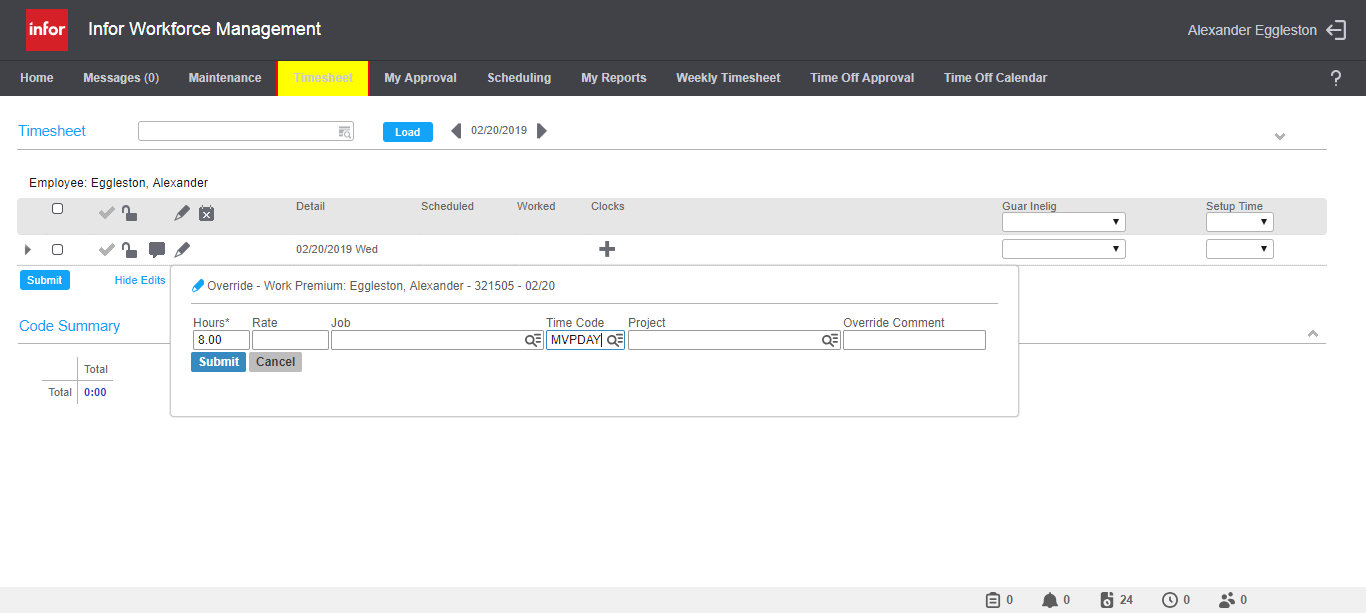 infor Infor Workforce Management Alexander Eggleston
Home Messages (0) Maintenance Timesheet My Approval Scheduling My Reports Weekly Timesheet Time Off Approval Time Off Calendar ?
Timesheet Load 02/20/2019
Employee: Eggleston, Alexander
Detail Scheduled Worked Clocks Guar Inelig Setup Time
02/20/2019 Wed
Submit Hide Edits
Override - Work Premium: Eggleston, Alexander - 321505 - 02/20
Code Summary
Hours* Rate Job Time Code Project Override Comment
8.00 MVPDAY
Submit Cancel
Total
Total 0:00
0 0 24 0 0